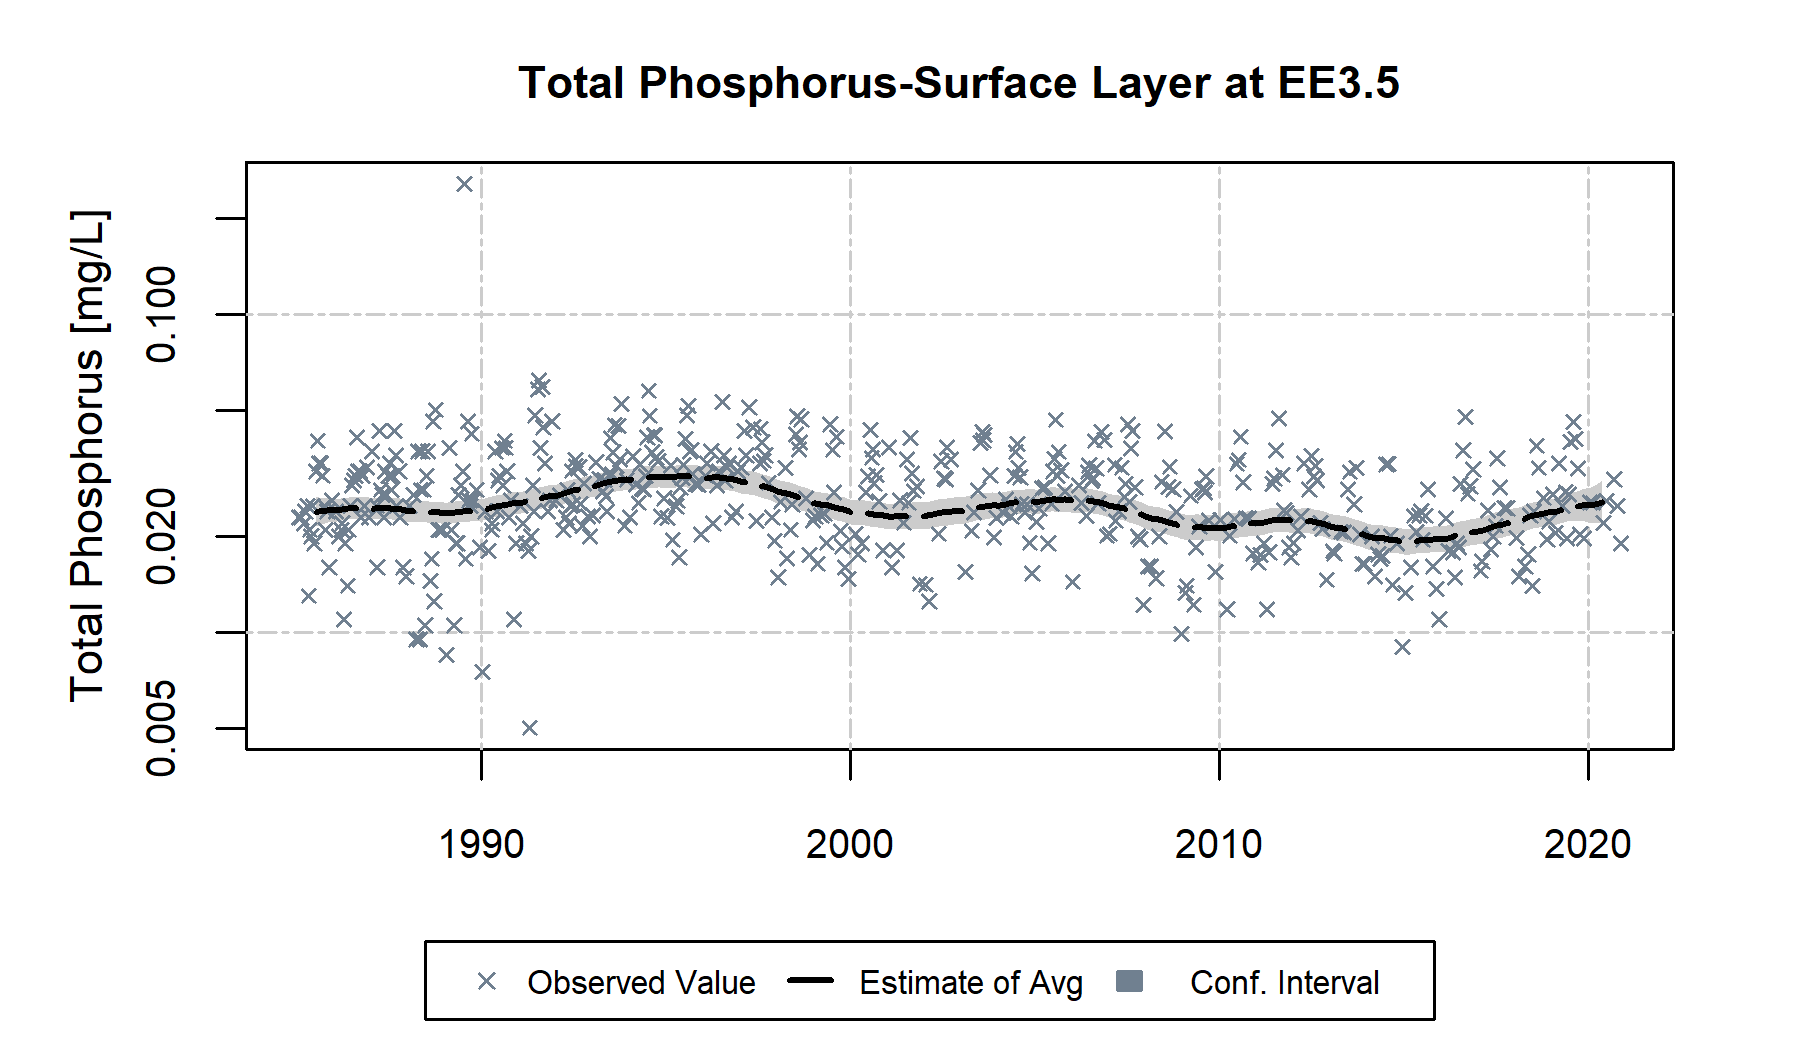 Total Phosphorus-Surface Layer at EE3.5
Total Phosphorus [mg/L]
0.100
0.020
0.005
1990 2000 2010 2020
Observed Value Estimate of Avg Conf. Interval